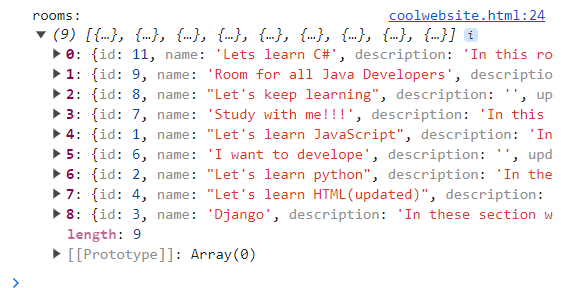 rooms: coolwebsite.html:24
▼ (9) [{…}, {…}, {…}, {…}, {…}, {…}, {…}, {…}, {…}] i
▶ 0: {id: 11, name: 'Lets learn C#', description: 'In this ro
▶ 1: {id: 9, name: 'Room for all Java Developers', descriptio
▶ 2: {id: 8, name: "Let's keep learning", description: '', up
▶ 3: {id: 7, name: 'Study with me!!!', description: 'In this
▶ 4: {id: 1, name: "Let's learn JavaScript", description: 'In
▶ 5: {id: 6, name: 'I want to develope', description: '', upd
▶ 6: {id: 2, name: "Let's learn python", description: 'In the
▶ 7: {id: 4, name: "Let's learn HTML(updated)", description:
▶ 8: {id: 3, name: 'Django', description: 'In these section w
length: 9
▶ [[Prototype]]: Array(0)
>